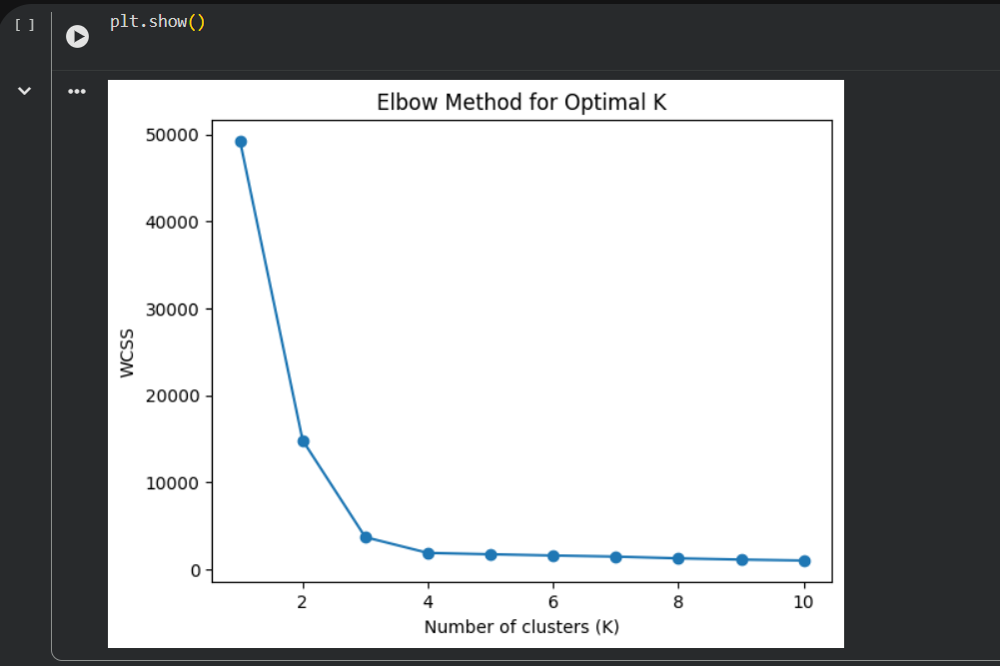 [ ]
plt.show()
Elbow Method for Optimal K
50000
40000
30000
20000
10000
0
WCSS
2 4 6 8 10
Number of clusters (K)